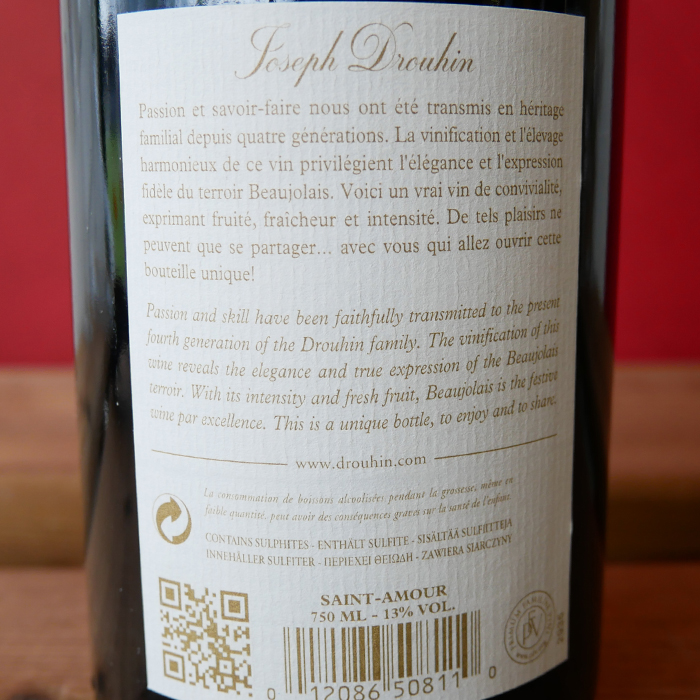 Joseph Drouhin
Passion et savoir-faire nous ont été transmis en héritage
familial depuis quatre générations. La vinification et l'élevage
harmonieux de ce vin privilégient l'élégance et l'expression
fidèle du terroir Beaujolais. Voici un vrai vin de convivialité,
exprimant fruité, fraîcheur et intensité. De tels plaisirs ne
peuvent que se partager... avec vous qui allez ouvrir cette
bouteille unique!
Passion and skill have been faithfully transmitted to the present
fourth generation of the Drouhin family. The vinification of this
wine reveals the elegance and true expression of the Beaujolais
terroir. With its intensity and fresh fruit, Beaujolais is the festive
wine par excellence. This is a unique bottle, to enjoy and to share.
www.drouhin.com
La consommation de boissons alcoolisées pendant la grossesse, même en
faible quantité, peut avoir des conséquences graves sur la santé de l'enfant.
CONTAINS SULPHITES - ENTHÄLT SULFITE - SISÄLTÄÄ SULFIITTEJA
INNEHÅLLER SULFITER - ΠΕΡΙΕΧΕΙ ΘΕΙΩΔΗ - ZAWIERA SIARCZYNY
SAINT-AMOUR
750 ML - 13% VOL.
0 12086 50811 0